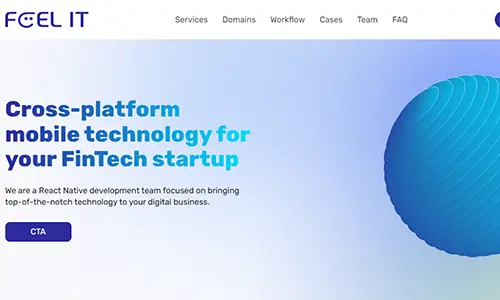 FEEL IT
Services Domains Workflow Cases Team FAQ
Cross-platform
mobile technology for
your FinTech startup
We are a React Native development team focused on bringing
top-of-the-notch technology to your digital business.
CTA